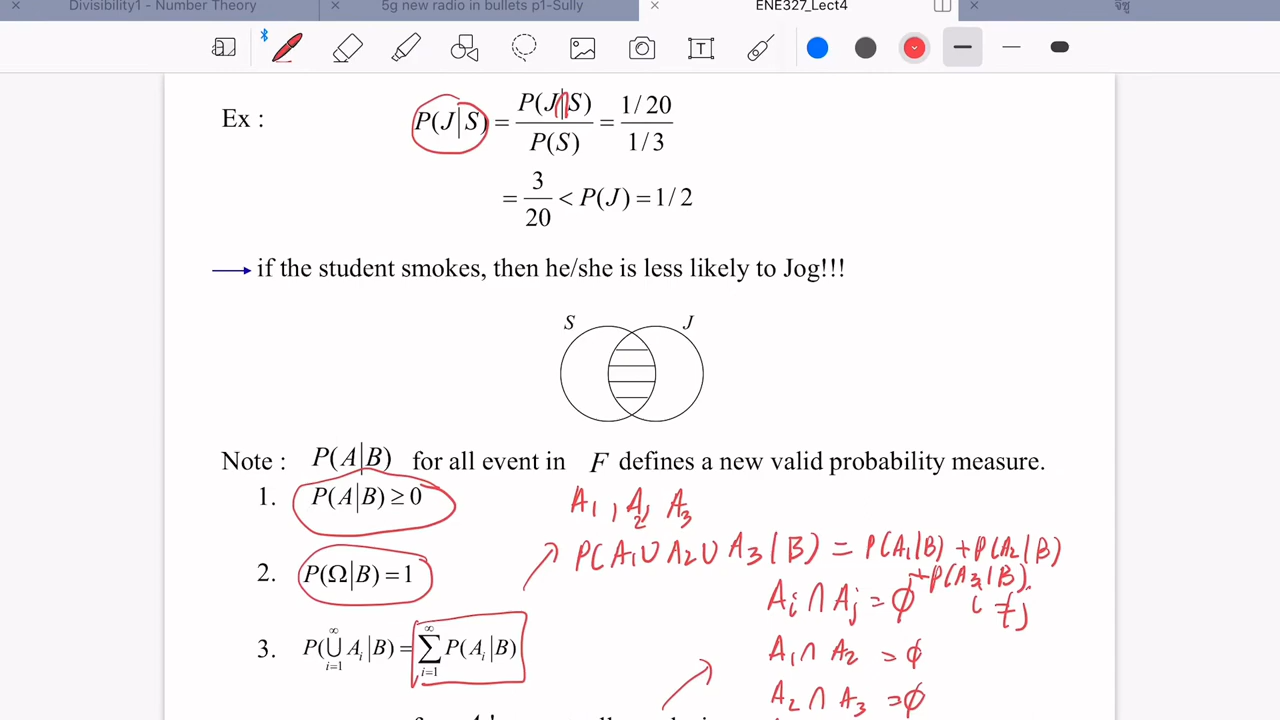 Divisibility1 - Number Theory
5g new radio in bullets p1-Sully
ENE327_Lect4
จิซู
Ex :
P(J|S) = P(J∩S) / P(S) = 1/20 / 1/3
= 3/20 < P(J) = 1/2
if the student smokes, then he/she is less likely to Jog!!!
S J
Note : P(A|B) for all event in F defines a new valid probability measure.
1. P(A|B) ≥ 0
A1, A2, A3
P(A1∪A2∪A3|B) = P(A1|B) + P(A2|B)
+P(A3|B)
2. P(Ω|B) = 1
Ai ∩ Aj = ϕ i ≠ j
3. P(∪ i=1 ∞ Ai|B) = ∑ i=1 ∞ P(Ai|B)
A1 ∩ A2 = ϕ
A2 ∩ A3 = ϕ